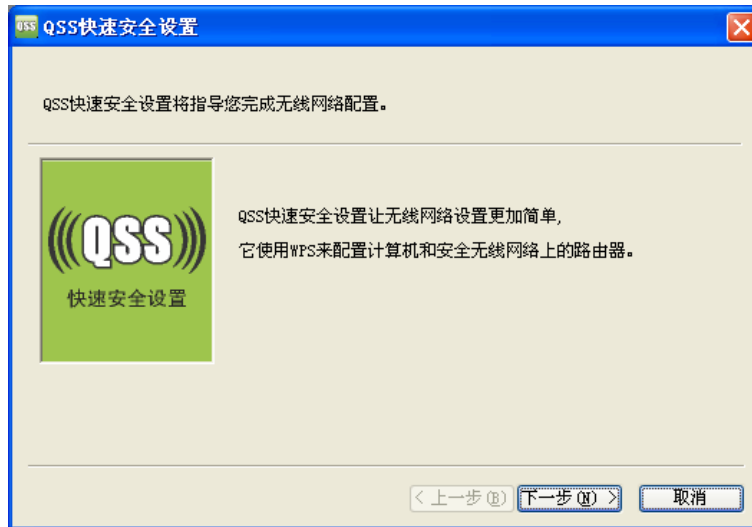 QSS QSS快速安全设置
QSS快速安全设置将指导您完成无线网络配置。
(((QSS)))
快速安全设置
QSS快速安全设置让无线网络设置更加简单,
它使用WPS来配置计算机和安全无线网络上的路由器。
< 上一步(B) 下一步(N) > 取消